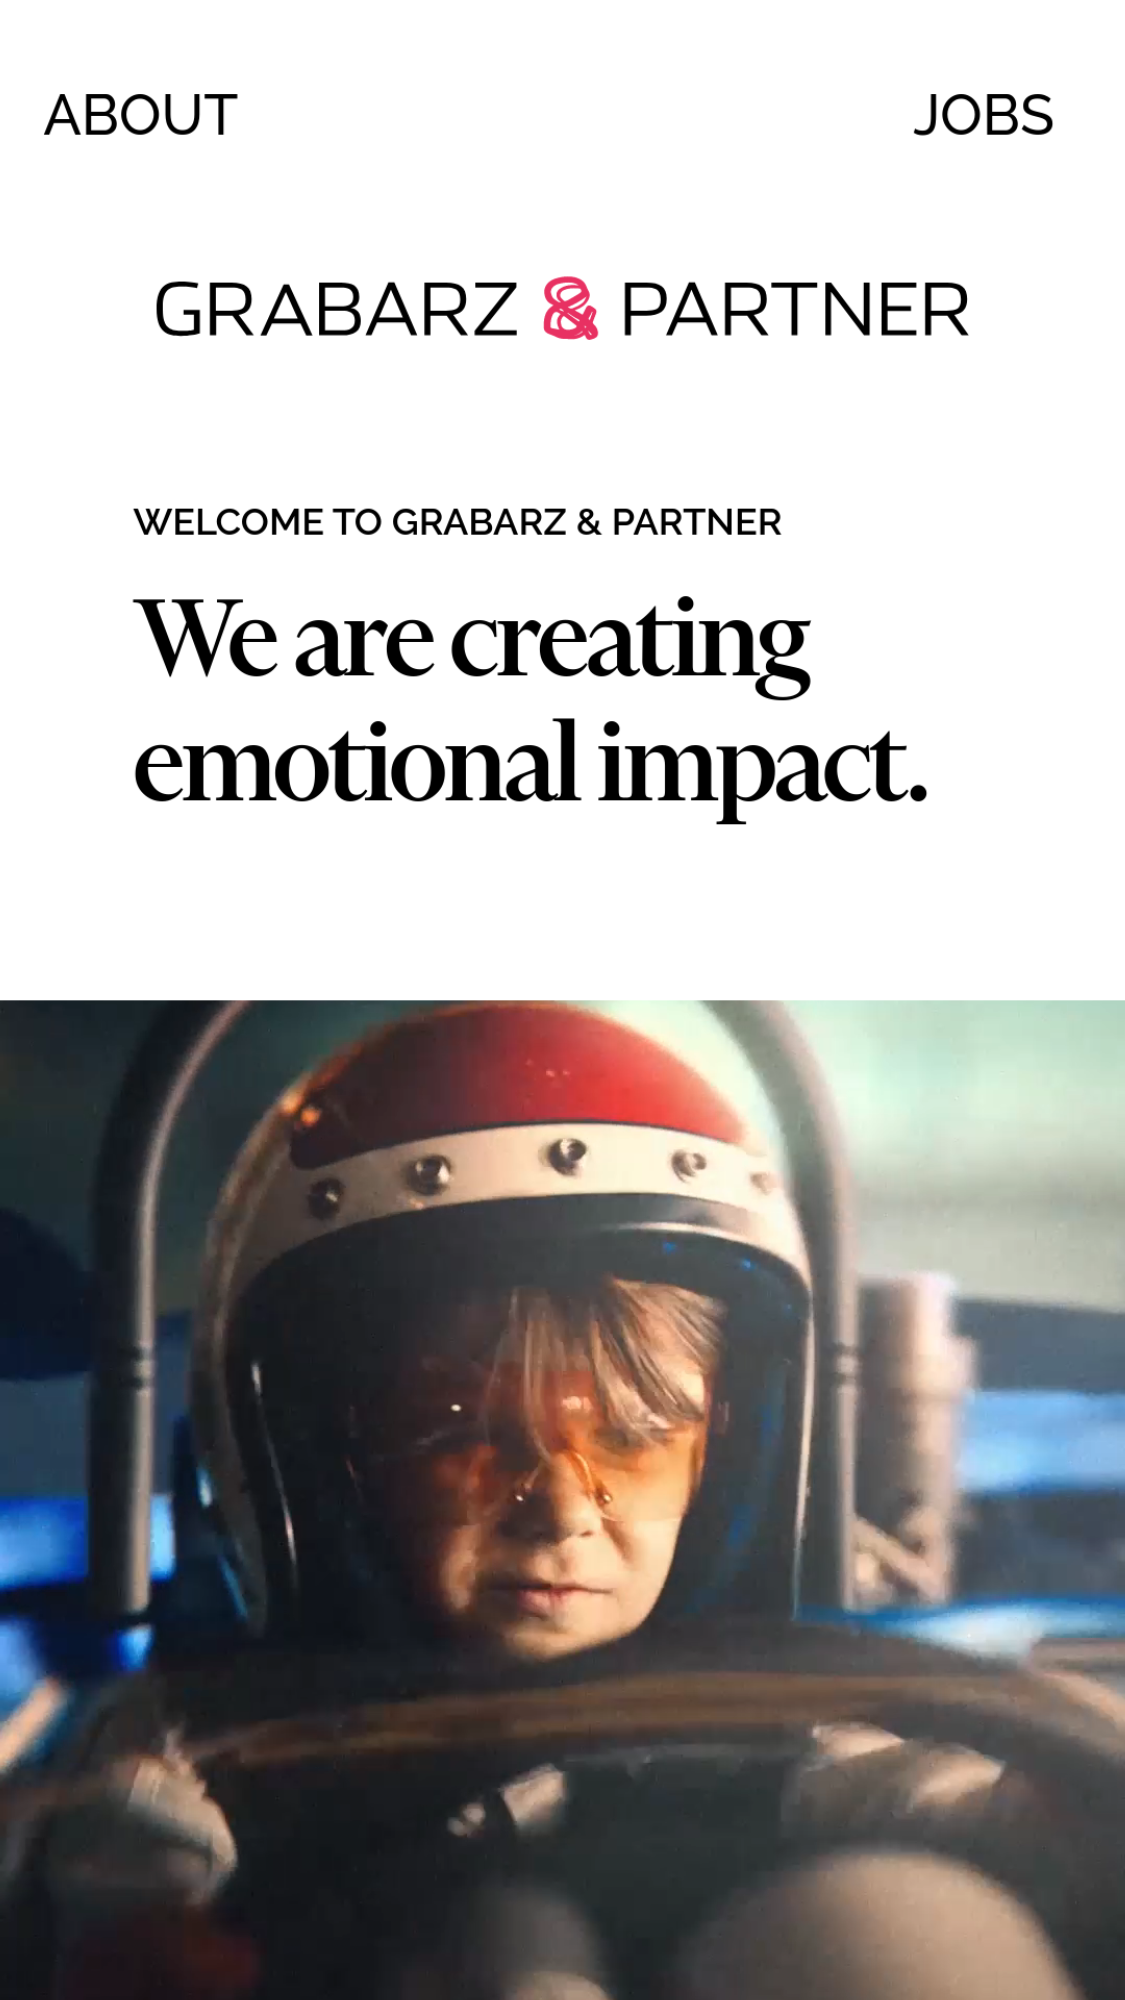 ABOUT
JOBS
GRABARZ & PARTNER
WELCOME TO GRABARZ & PARTNER
We are creating
emotional impact.